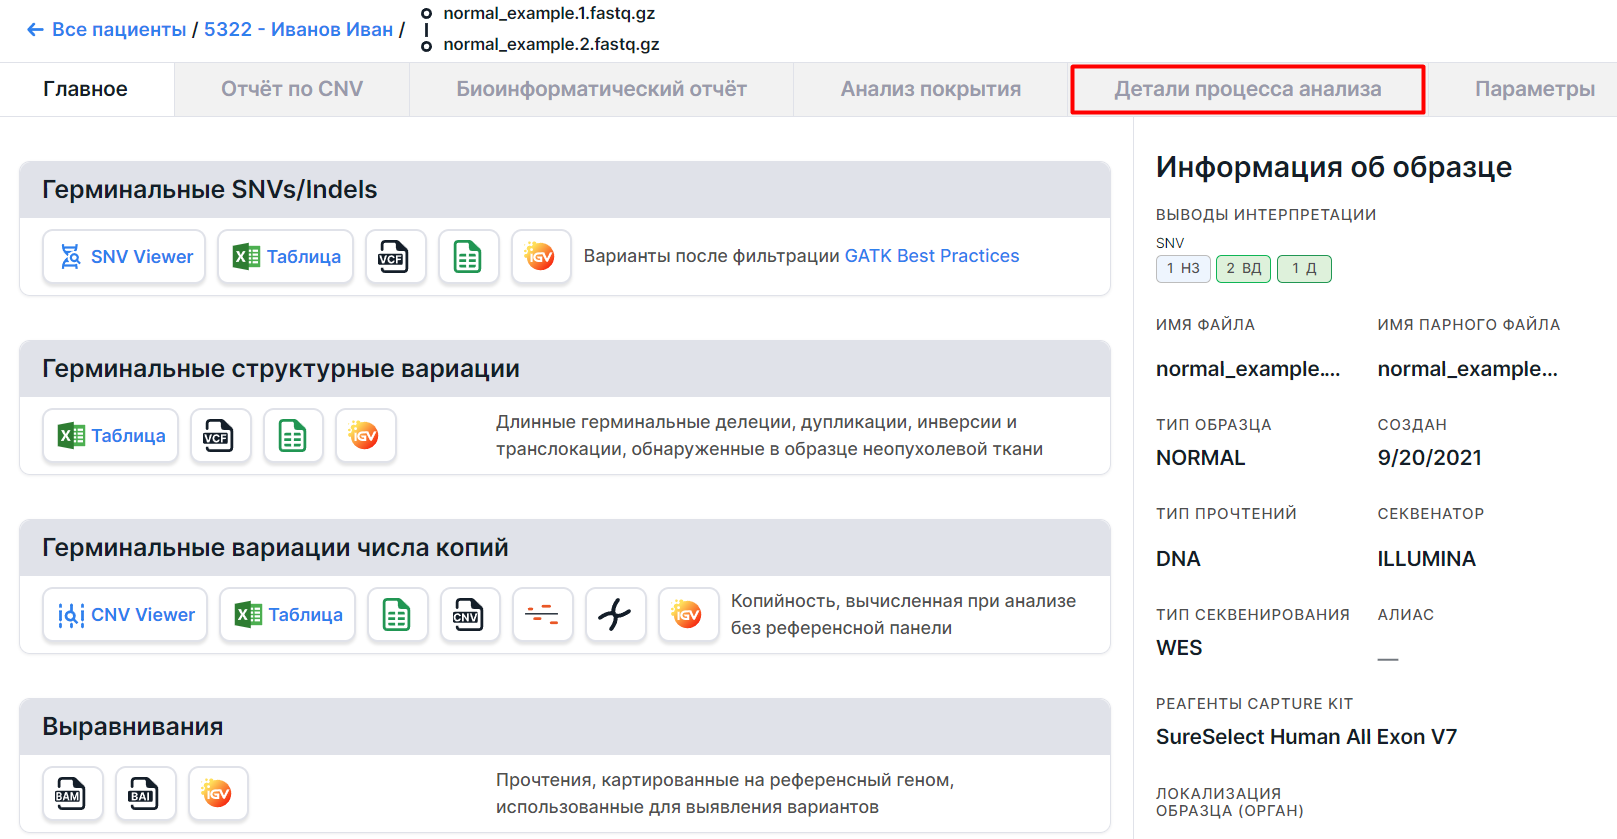 ← Все пациенты / 5322 - Иванов Иван /
normal_example.1.fastq.gz
normal_example.2.fastq.gz
Главное
Отчёт по CNV
Биоинформатический отчёт
Анализ покрытия
Детали процесса анализа
Параметры
Герминальные SNVs/Indels
SNV Viewer
Таблица
VCF
IGV
Варианты после фильтрации GATK Best Practices
Герминальные структурные вариации
Таблица
VCF
IGV
Длинные герминальные делеции, дупликации, инверсии и
транслокации, обнаруженные в образце неопухолевой ткани
Герминальные вариации числа копий
CNV Viewer
Таблица
CNV
IGV
Копийность, вычисленная при анализе
без референсной панели
Выравнивания
BAM
BAI
IGV
Прочтения, картированные на референсный геном,
использованные для выявления вариантов
Информация об образце
ВЫВОДЫ ИНТЕРПРЕТАЦИИ
SNV
1 НЗ
2 ВД
1 Д
ИМЯ ФАЙЛА
ИМЯ ПАРНОГО ФАЙЛА
normal_example....
normal_example...
ТИП ОБРАЗЦА
СОЗДАН
NORMAL
9/20/2021
ТИП ПРОЧТЕНИЙ
СЕКВЕНАТОР
DNA
ILLUMINA
ТИП СЕКВЕНИРОВАНИЯ
АЛИАС
WES
__
РЕАГЕНТЫ CAPTURE KIT
SureSelect Human All Exon V7
ЛОКАЛИЗАЦИЯ
ОБРАЗЦА (ОРГАН)